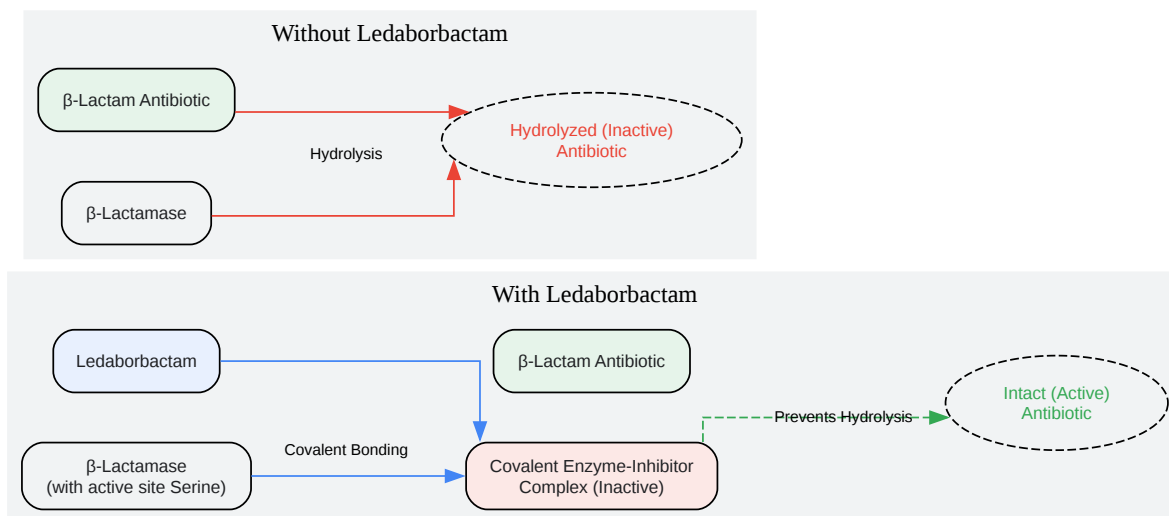 Without Ledaborbactam
β-Lactam Antibiotic
Hydrolyzed (Inactive)
Antibiotic
Hydrolysis
β-Lactamase
With Ledaborbactam
Ledaborbactam
β-Lactam Antibiotic
Intact (Active)
Antibiotic
Prevents Hydrolysis
Covalent Bonding
β-Lactamase
(with active site Serine)
Covalent Enzyme-Inhibitor
Complex (Inactive)